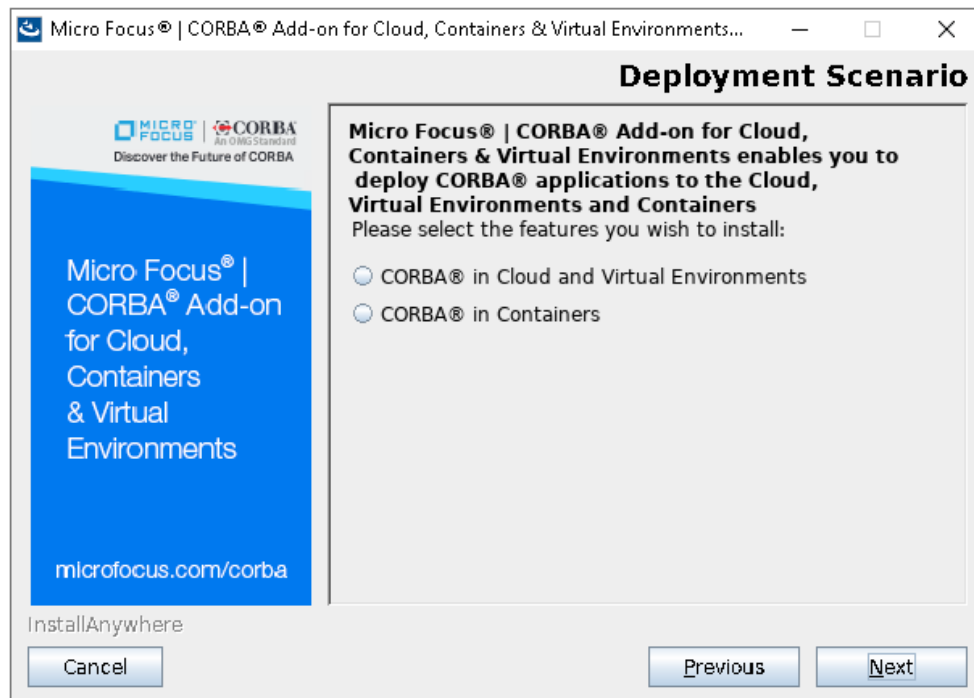 Micro Focus® | CORBA® Add-on for Cloud, Containers & Virtual Environments...
Deployment Scenario
MICRO FOCUS | CORBA
An OMG Standard
Discover the Future of CORBA
Micro Focus® |
CORBA® Add-on
for Cloud,
Containers
& Virtual
Environments
microfocus.com/corba
Micro Focus® | CORBA® Add-on for Cloud,
Containers & Virtual Environments enables you to
deploy CORBA® applications to the Cloud,
Virtual Environments and Containers
Please select the features you wish to install:
CORBA® in Cloud and Virtual Environments
CORBA® in Containers
InstallAnywhere
Cancel
Previous
Next